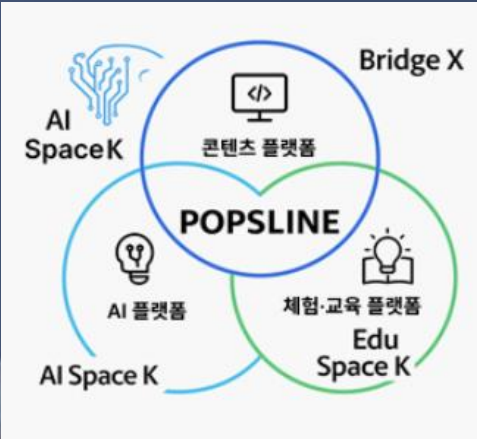 Bridge X
AI
Space K
</>
콘텐츠 플랫폼
POPSLINE
AI 플랫폼
체험·교육 플랫폼
Edu
Space K
AI Space K